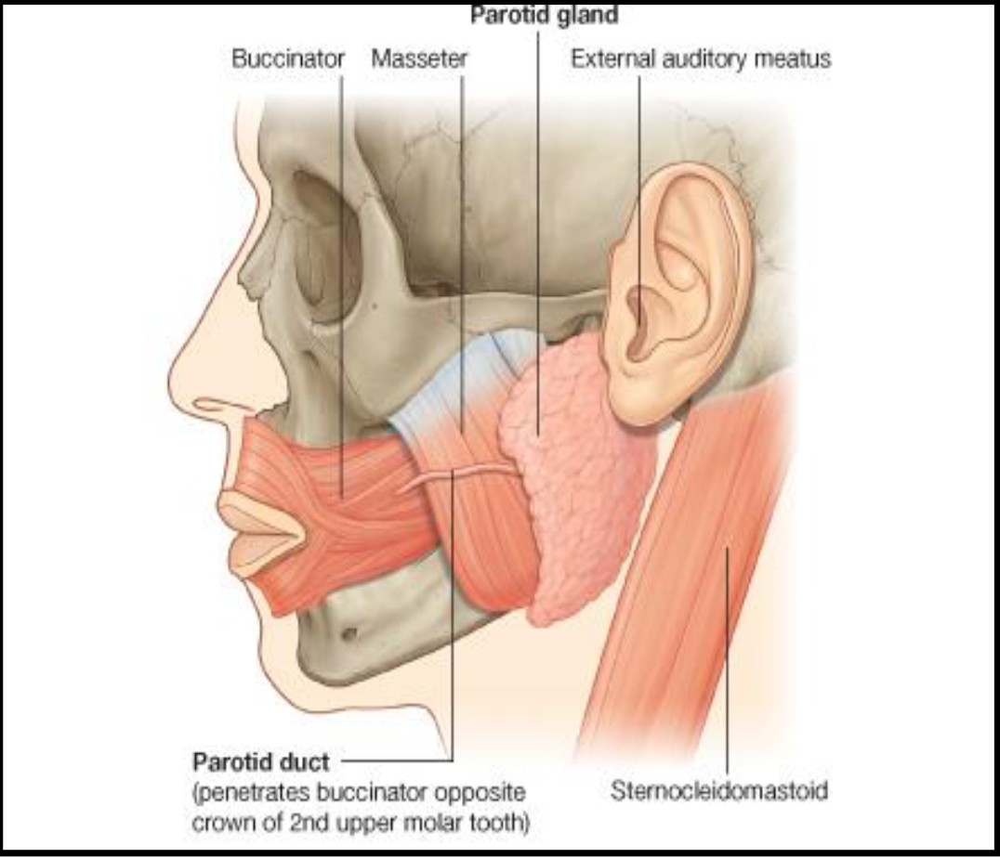 Parotid gland
Buccinator
Masseter
External auditory meatus
Parotid duct
(penetrates buccinator opposite
crown of 2nd upper molar tooth)
Sternocleidomastoid